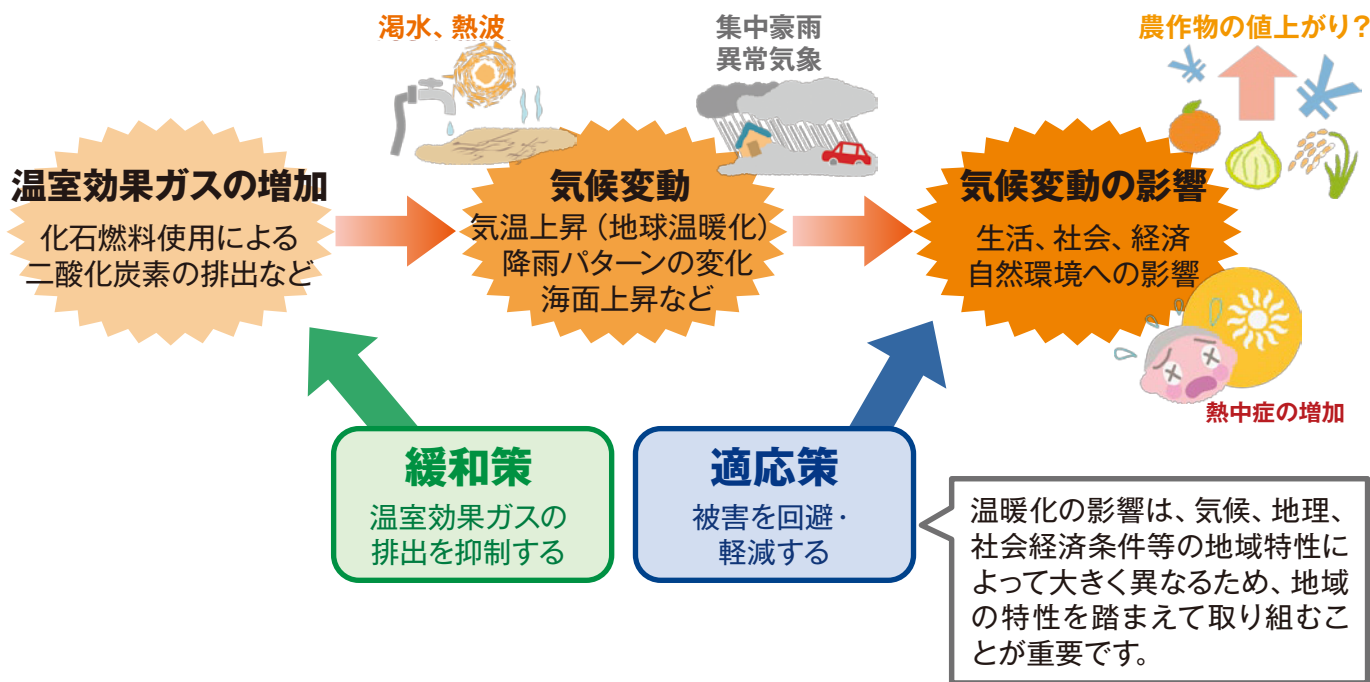 渇水、熱波
集中豪雨
異常気象
農作物の値上がり?
温室効果ガスの増加
化石燃料使用による
二酸化炭素の排出など
気候変動
気温上昇(地球温暖化)
降雨パターンの変化
海面上昇など
気候変動の影響
生活、社会、経済
自然環境への影響
熱中症の増加
緩和策
温室効果ガスの
排出を抑制する
適応策
被害を回避・
軽減する
温暖化の影響は、気候、地理、
社会経済条件等の地域特性に
よって大きく異なるため、地域
の特性を踏まえて取り組むこ
とが重要です。